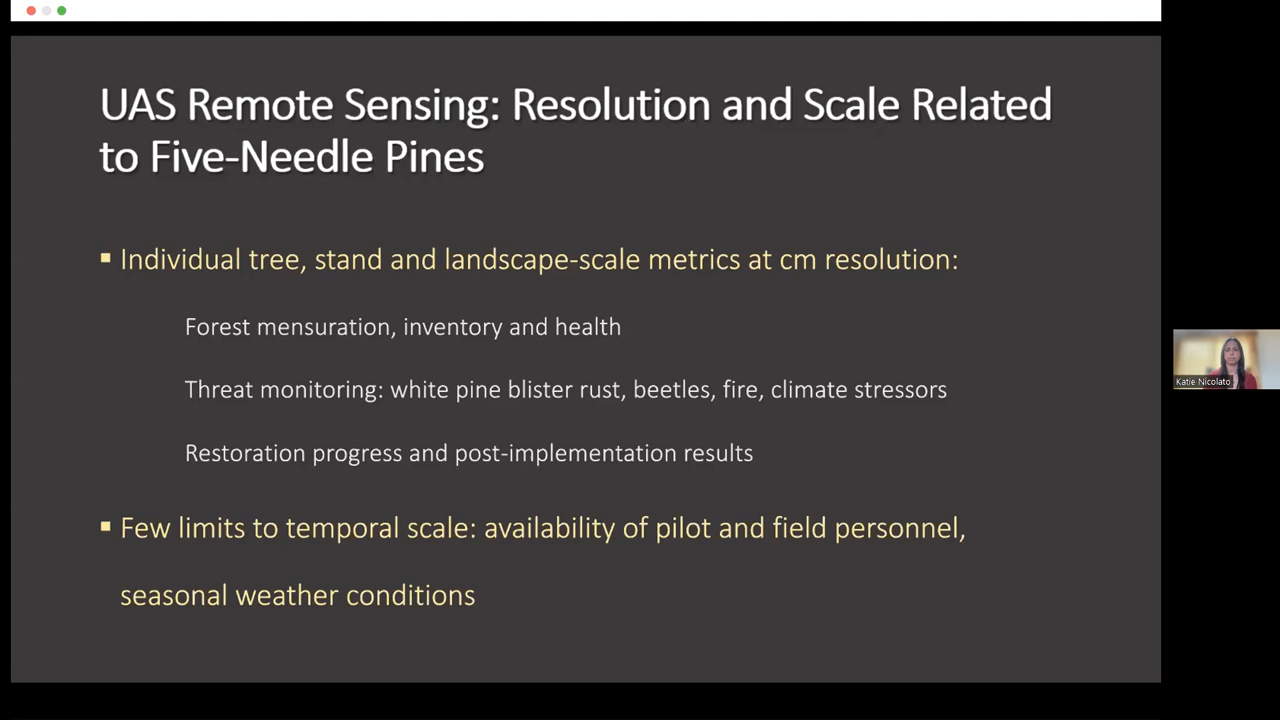 UAS Remote Sensing: Resolution and Scale Related
to Five-Needle Pines
▪ Individual tree, stand and landscape-scale metrics at cm resolution:
Forest mensuration, inventory and health
Threat monitoring: white pine blister rust, beetles, fire, climate stressors
Restoration progress and post-implementation results
▪ Few limits to temporal scale: availability of pilot and field personnel,
seasonal weather conditions
Katie Nicolato